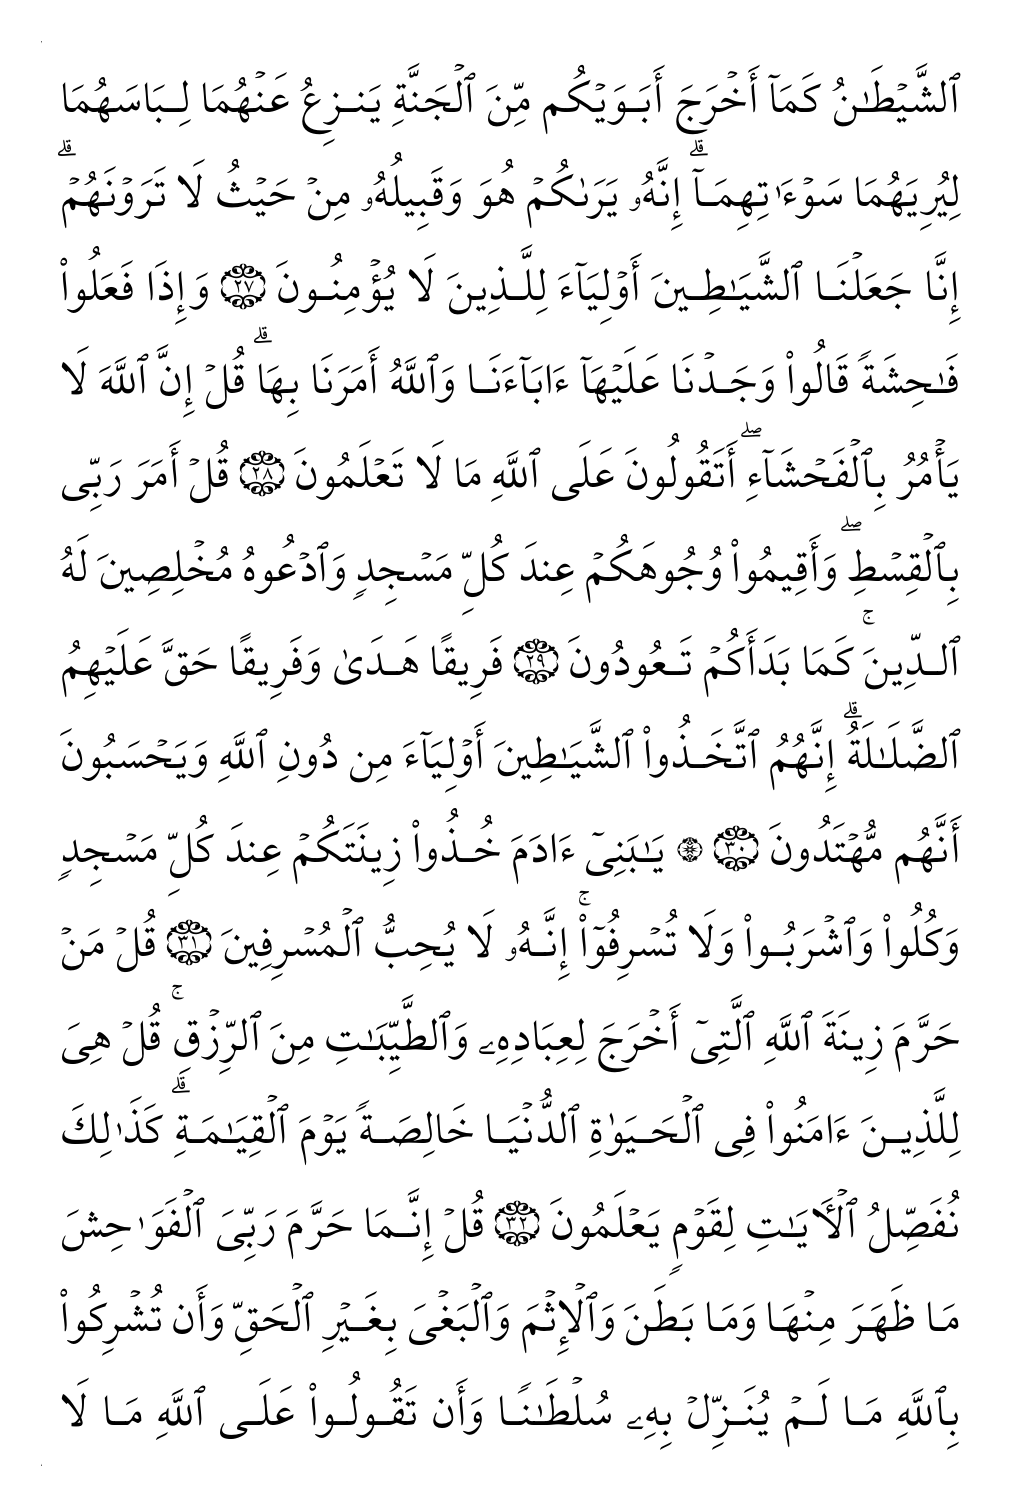 ٱلشَّيۡطَٰنُ كَمَآ أَخۡرَجَ أَبَوَيۡكُم مِّنَ ٱلۡجَنَّةِ يَنزِعُ عَنۡهُمَا لِبَاسَهُمَا
لِيُرِيَهُمَا سَوۡءَٰتِهِمَآۗ إِنَّهُۥ يَرَىٰكُمۡ هُوَ وَقَبِيلُهُۥ مِنۡ حَيۡثُ لَا تَرَوۡنَهُمۡۗ
إِنَّا جَعَلۡنَا ٱلشَّيَٰطِينَ أَوۡلِيَآءَ لِلَّذِينَ لَا يُؤۡمِنُونَ ٢٧ وَإِذَا فَعَلُواْ
فَٰحِشَةٗ قَالُواْ وَجَدۡنَا عَلَيۡهَآ ءَابَآءَنَا وَٱللَّهُ أَمَرَنَا بِهَاۗ قُلۡ إِنَّ ٱللَّهَ لَا
يَأۡمُرُ بِٱلۡفَحۡشَآءِۖ أَتَقُولُونَ عَلَى ٱللَّهِ مَا لَا تَعۡلَمُونَ ٢٨ قُلۡ أَمَرَ رَبِّي
بِٱلۡقِسۡطِۖ وَأَقِيمُواْ وُجُوهَكُمۡ عِندَ كُلِّ مَسۡجِدٖ وَٱدۡعُوهُ مُخۡلِصِينَ لَهُ
ٱلدِّينَۚ كَمَا بَدَأَكُمۡ تَعُودُونَ ٢٩ فَرِيقًا هَدَىٰ وَفَرِيقًا حَقَّ عَلَيۡهِمُ
ٱلضَّلَٰلَةُۗ إِنَّهُمُ ٱتَّخَذُواْ ٱلشَّيَٰطِينَ أَوۡلِيَآءَ مِن دُونِ ٱللَّهِ وَيَحۡسَبُونَ
أَنَّهُم مُّهۡتَدُونَ ٣٠ ۞ يَٰبَنِيٓ ءَادَمَ خُذُواْ زِينَتَكُمۡ عِندَ كُلِّ مَسۡجِدٖ
وَكُلُواْ وَٱشۡرَبُواْ وَلَا تُسۡرِفُوٓاْۚ إِنَّهُۥ لَا يُحِبُّ ٱلۡمُسۡرِفِينَ ٣١ قُلۡ مَنۡ
حَرَّمَ زِينَةَ ٱللَّهِ ٱلَّتِيٓ أَخۡرَجَ لِعِبَادِهِۦ وَٱلطَّيِّبَٰتِ مِنَ ٱلرِّزۡقِۚ قُلۡ هِيَ
لِلَّذِينَ ءَامَنُواْ فِي ٱلۡحَيَوٰةِ ٱلدُّنۡيَا خَالِصَةٗ يَوۡمَ ٱلۡقِيَٰمَةِۗ كَذَٰلِكَ
نُفَصِّلُ ٱلۡأٓيَٰتِ لِقَوۡمٖ يَعۡلَمُونَ ٣٢ قُلۡ إِنَّمَا حَرَّمَ رَبِّيَ ٱلۡفَوَٰحِشَ
مَا ظَهَرَ مِنۡهَا وَمَا بَطَنَ وَٱلۡإِثۡمَ وَٱلۡبَغۡيَ بِغَيۡرِ ٱلۡحَقِّ وَأَن تُشۡرِكُواْ
بِٱللَّهِ مَا لَمۡ يُنَزِّلۡ بِهِۦ سُلۡطَٰنٗا وَأَن تَقُولُواْ عَلَى ٱللَّهِ مَا لَا